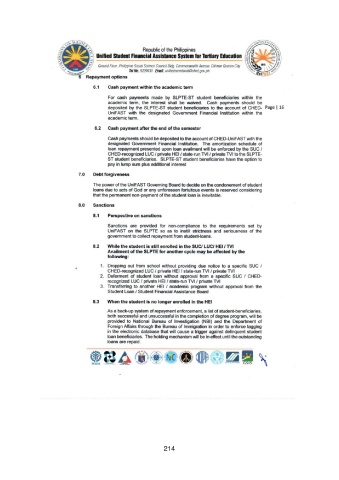 Republic of the Philippines
Unified Student Financial Assistance System for Tertiary Education
Repayment options
6.1 Cash payment within the academic term
For cash payments made by SLPTE-ST student beneficiaries within the
academic term, the interest shall be waived. Cash payments should be
deposited by the SLPTE-ST student beneficiaries to the account of CHED- Page | 11
UniFAST with the designated Government Financial Institution within the
academic term.
6.2 Cash payment after the end of the semester
Cash payments should be deposited to the account of CHED-UniFAST with the
designated Government Financial Institution. The amortization schedule of
loan repayment presented upon loan availment will be enforced by the SUC /
CHED-recognized LUC / private HEI / state-run TVI / private TVI to the SLPTE-
ST student beneficiaries. SLPTE-ST student beneficiaries have the option to
pay in lump sum plus additional interest
7.0 Debt forgiveness
The power of the UniFAST Governing Board to decide on the condonement of student
loans due to acts of God or any unforeseen fortuitous events is reserved considering
that the permanent non-payment of the student loan is inevitable.
8.0 Sanctions
8.1 Perspective on sanctions
Sanctions are provided for non-compliance to the requirements set by
UniFAST on the SLPTE so as to instill strictness and seriousness of the
government to collect repayment from student-loans.
8.2 While the student is still enrolled in the SUC/ LUC/ HEI / TVI
Availment of the SLPTE for another cycle may be affected by the
following:
1. Dropping out from school without providing due notice to a specific SUC /
CHED-recognized LUC / private HEI / state-run TVI / private TVI
2. Deferment of student loan without approval from a specific SUC / CHED-
recognized LUC / private HEI / state-run TVI / private TVI
3. Transferring to another HEI / academic program without approval from the
Student Loan / Student Financial Assistance Board
8.3 When the student is no longer enrolled in the HEI
As a back-up system of repayment enforcement, a list of student-beneficiaries,
both successful and unsuccessful in the completion of degree program, will be
provided to National Bureau of Investigation (NBI) and the Department of
Foreign Affairs through the Bureau of Immigration in order to enforce lagging
in the electronic database that will cause a trigger against delinquent student
loan beneficiaries. The holding mechanism will be in effect until the outstanding
loans are repaid.
214